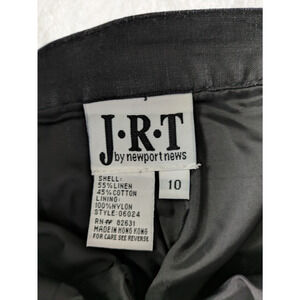 J·R·T
by newport news
SHELL:
55%LINEN
45%COTTON
LINING:
100%NYLON
STYLE:06024
RN## 82631
MADE IN HONG KONG
FOR CARE SEE REVERSE
10